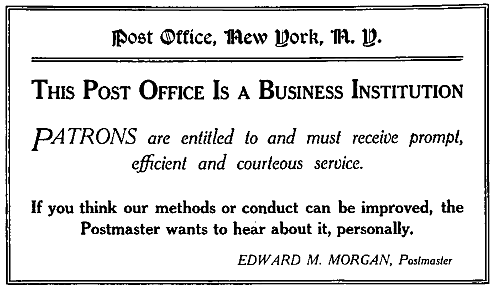 Post Office, New York, N. Y.
THIS POST OFFICE IS A BUSINESS INSTITUTION
PATRONS are entitled to and must receive prompt,
efficient and courteous service.
If you think our methods or conduct can be improved, the
Postmaster wants to hear about it, personally.
EDWARD M. MORGAN, Postmaster